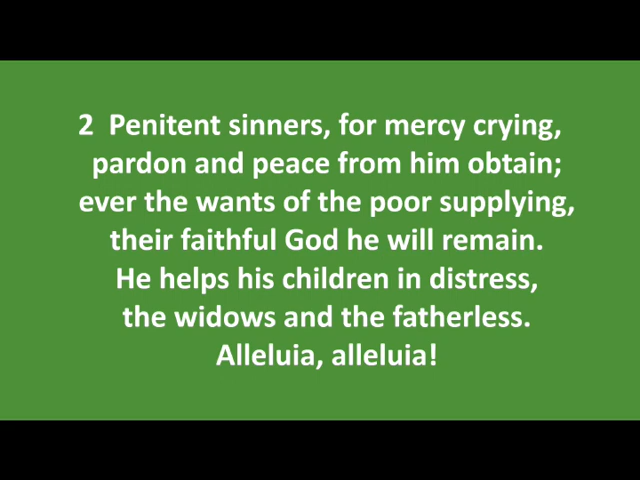 2 Penitent sinners, for mercy crying,
pardon and peace from him obtain;
ever the wants of the poor supplying,
their faithful God he will remain.
He helps his children in distress,
the widows and the fatherless.
Alleluia, alleluia!